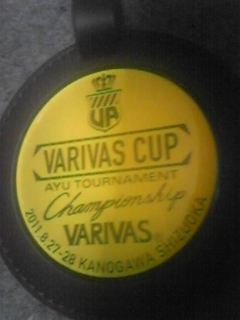 VA
VARIVAS CUP
AYU TOURNAMENT
Championship
VARIVAS®
2011.8.27-28 KANOGAWA SHIZUOKA